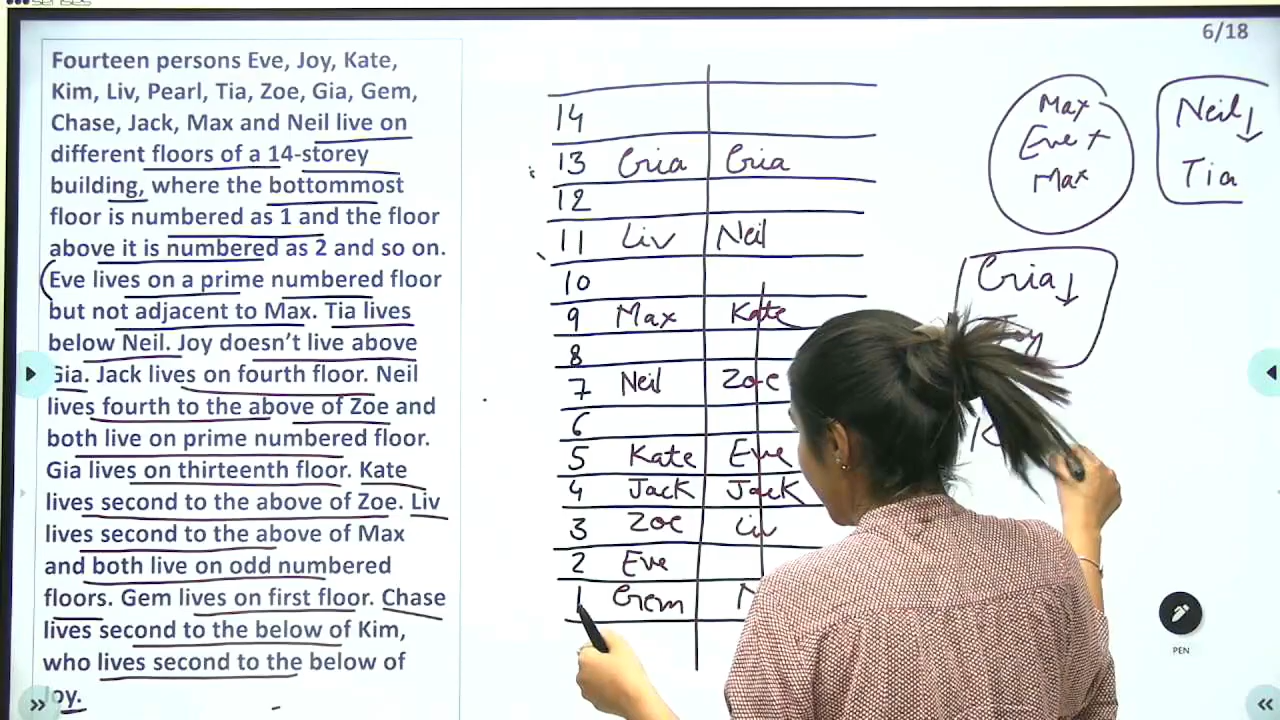 6/18
Fourteen persons Eve, Joy, Kate,
Kim, Liv, Pearl, Tia, Zoe, Gia, Gem,
Chase, Jack, Max and Neil live on
different floors of a 14-storey
building, where the bottommost
floor is numbered as 1 and the floor
above it is numbered as 2 and so on.
Eve lives on a prime numbered floor
but not adjacent to Max. Tia lives
below Neil. Joy doesn't live above
Gia. Jack lives on fourth floor. Neil
lives fourth to the above of Zoe and
both live on prime numbered floor.
Gia lives on thirteenth floor. Kate
lives second to the above of Zoe. Liv
lives second to the above of Max
and both live on odd numbered
floors. Gem lives on first floor. Chase
lives second to the below of Kim,
who lives second to the below of
Joy.
14
13 Gria Gria
12
11 Liv Neil
10
9 Max Kate
8
7 Neil Zoe
6
5 Kate Eve
4 Jack Jack
3 Zoe Liv
2 Eve
1 Grem
Max
Eve +
Max
Neil ↓
Tia
Gria ↓
PEN